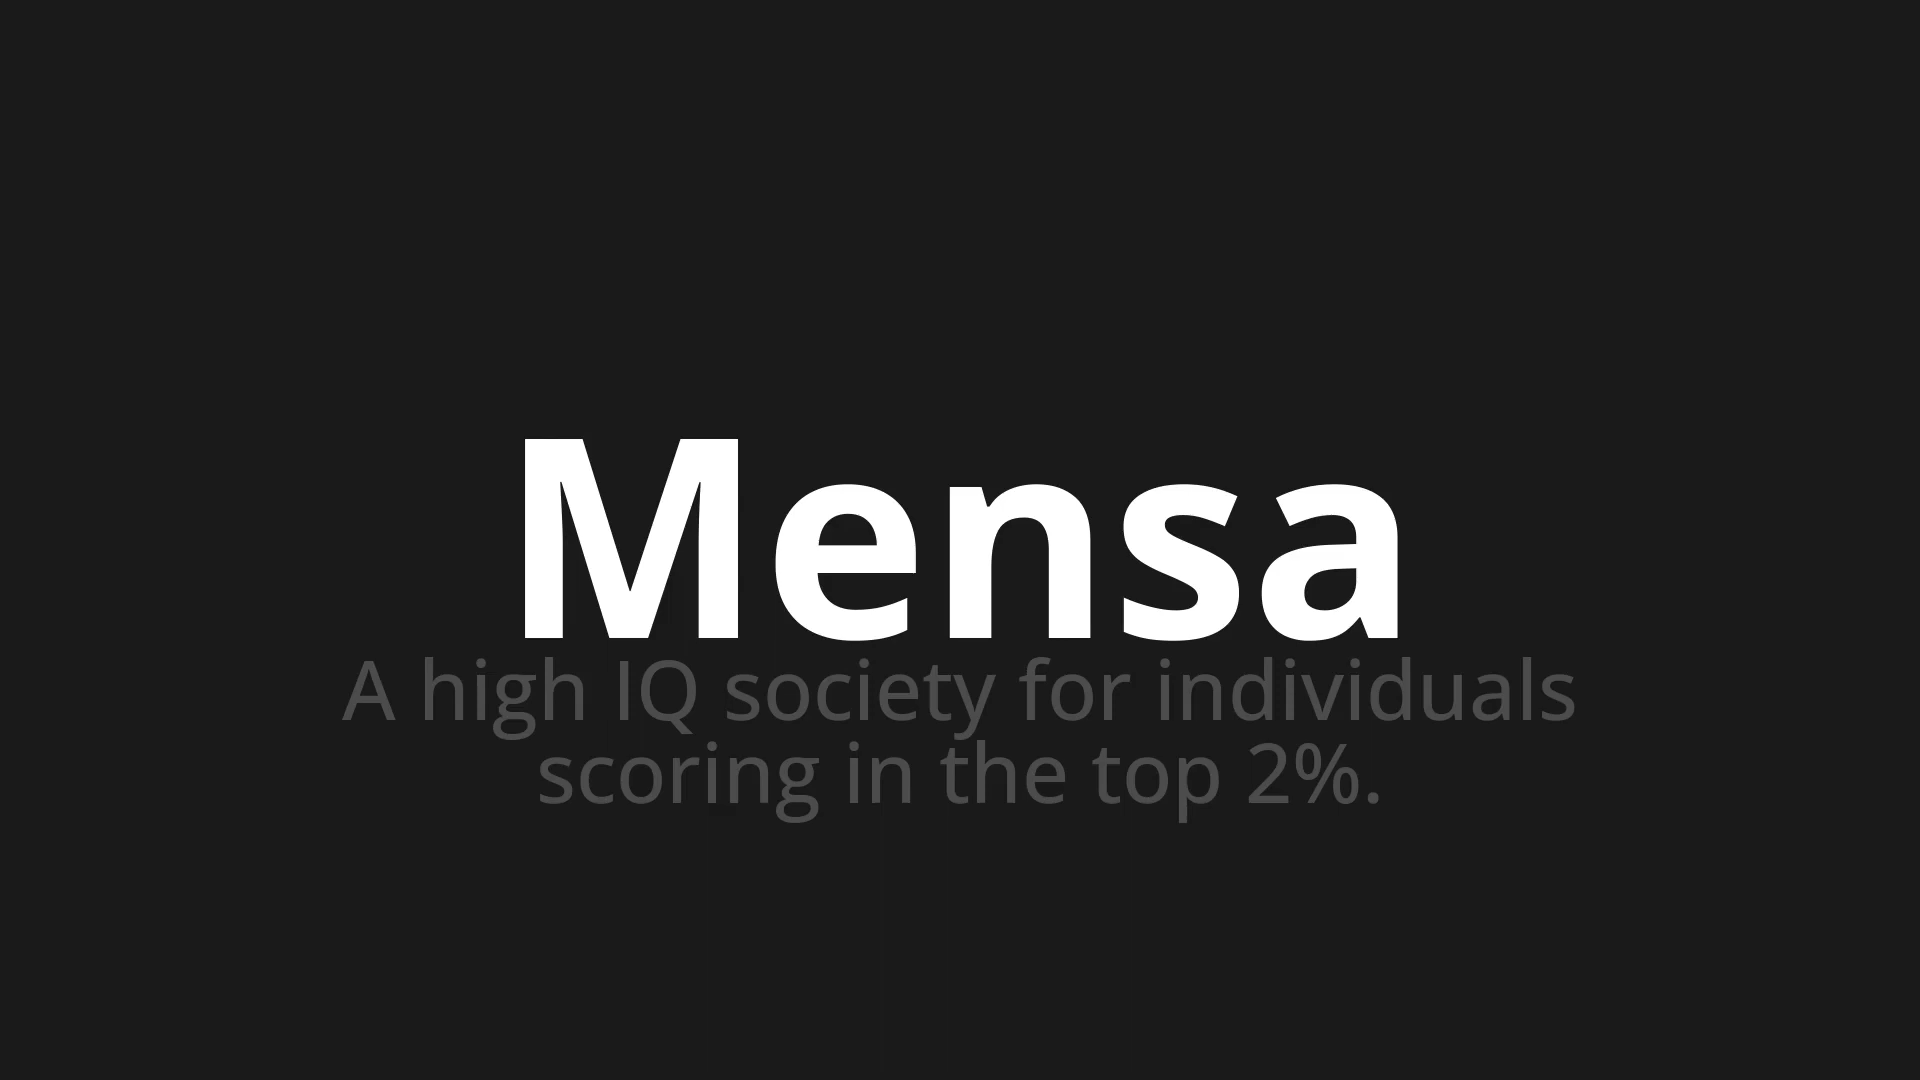 Mensa
A high IQ society for individuals
scoring in the top 2%.